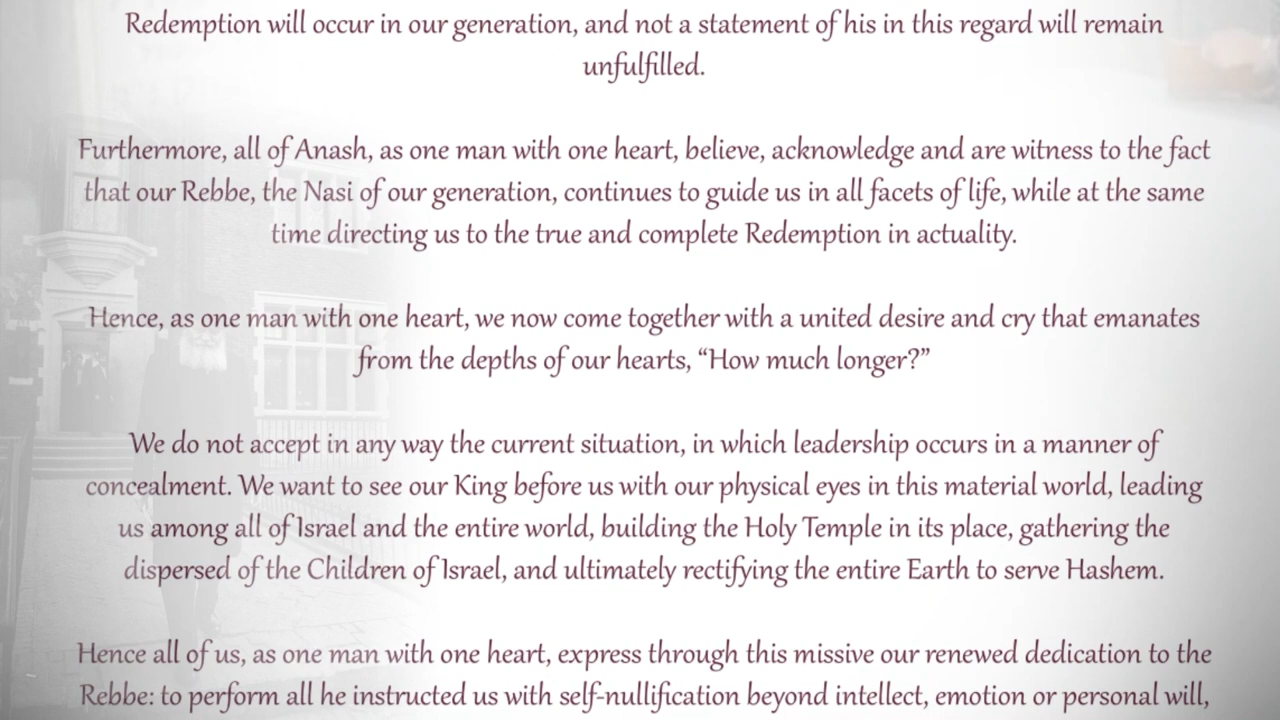 Redemption will occur in our generation, and not a statement of his in this regard will remain
unfulfilled.
Furthermore, all of Anash, as one man with one heart, believe, acknowledge and are witness to the fact
that our Rebbe, the Nasi of our generation, continues to guide us in all facets of life, while at the same
time directing us to the true and complete Redemption in actuality.
Hence, as one man with one heart, we now come together with a united desire and cry that emanates
from the depths of our hearts, “How much longer?”
We do not accept in any way the current situation, in which leadership occurs in a manner of
concealment. We want to see our King before us with our physical eyes in this material world, leading
us among all of Israel and the entire world, building the Holy Temple in its place, gathering the
dispersed of the Children of Israel, and ultimately rectifying the entire Earth to serve Hashem.
Hence all of us, as one man with one heart, express through this missive our renewed dedication to the
Rebbe: to perform all he instructed us with self-nullification beyond intellect, emotion or personal will,